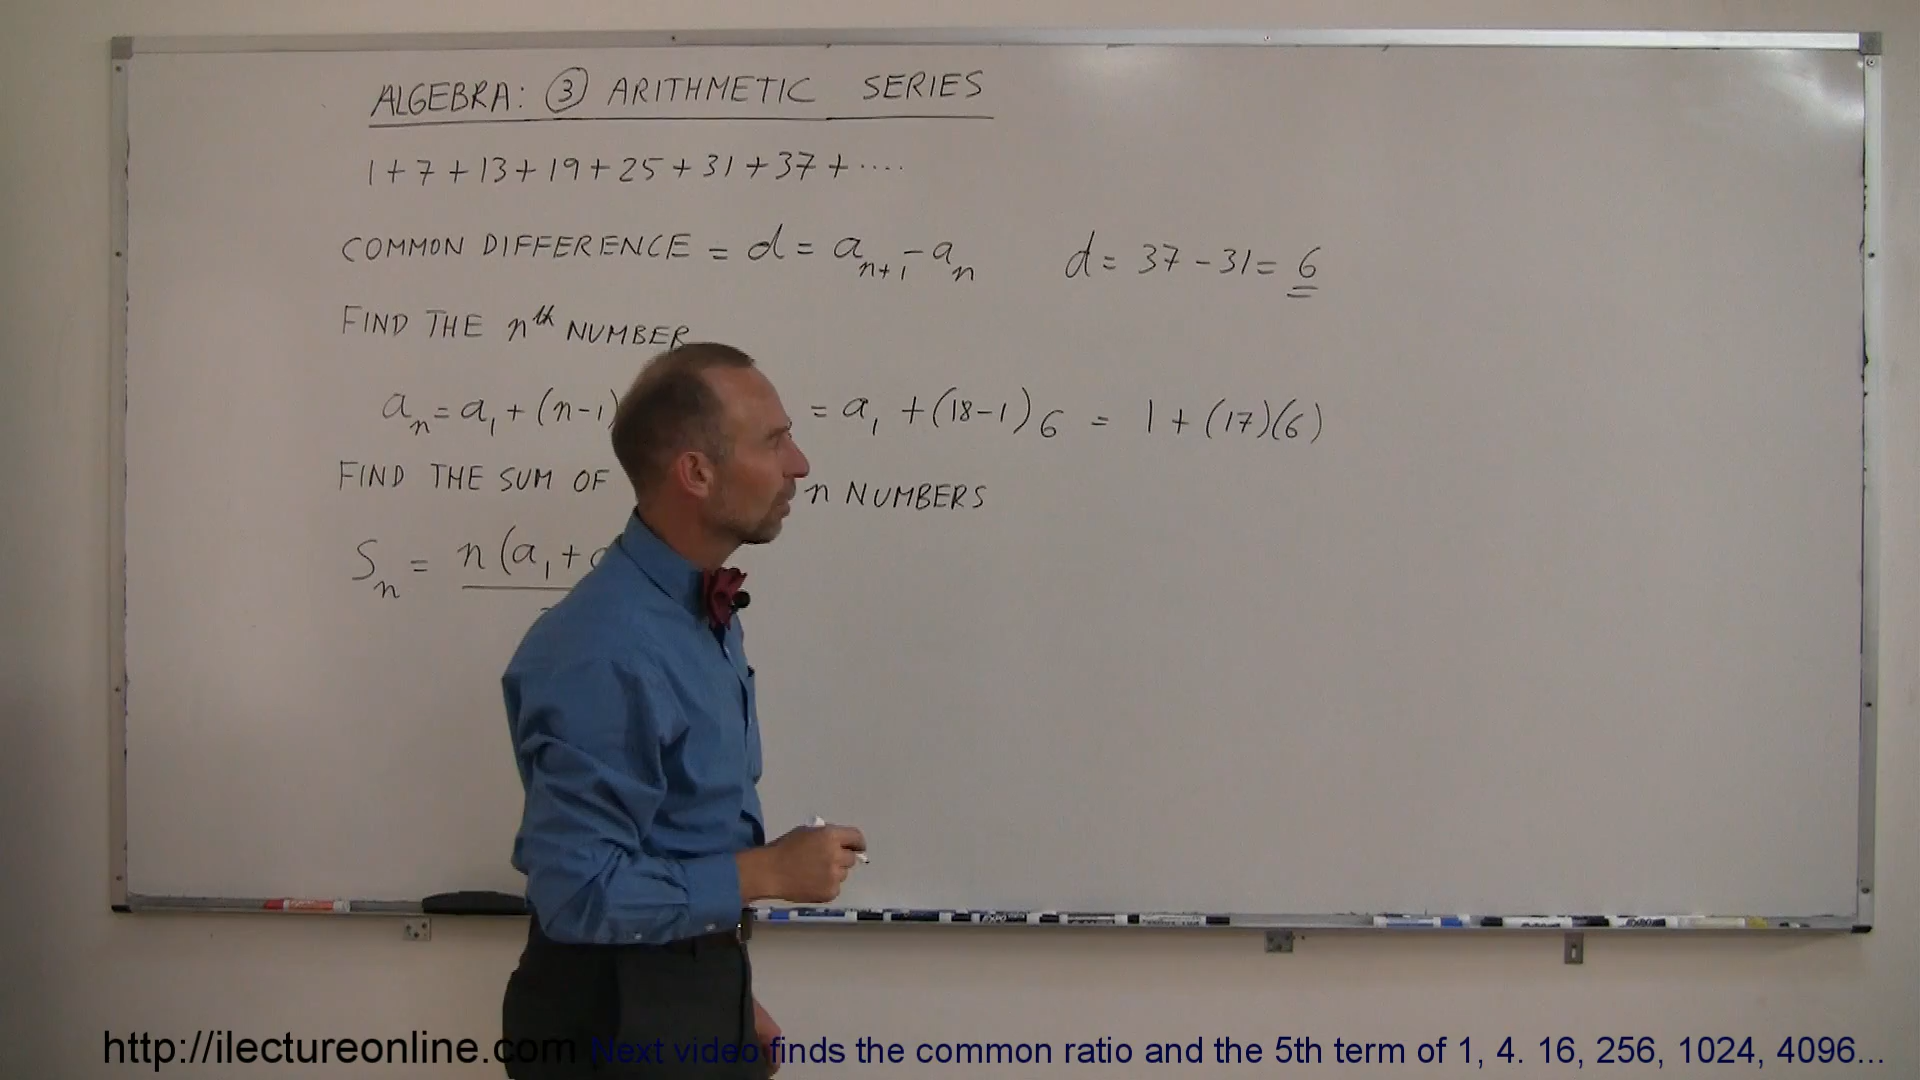 ALGEBRA: ③ ARITHMETIC SERIES
1 + 7 + 13 + 19 + 25 + 31 + 37 + ....
COMMON DIFFERENCE = d = aₙ₊₁ - aₙ
d = 37 - 31 = 6
FIND THE nᵗʰ NUMBER
aₙ = a₁ + (n-1) = a₁ + (18-1) 6 = 1 + (17)(6)
FIND THE SUM OF n NUMBERS
Sₙ = n (a₁ +
http://ilectureonline.com Next video finds the common ratio and the 5th term of 1, 4. 16, 256, 1024, 4096...